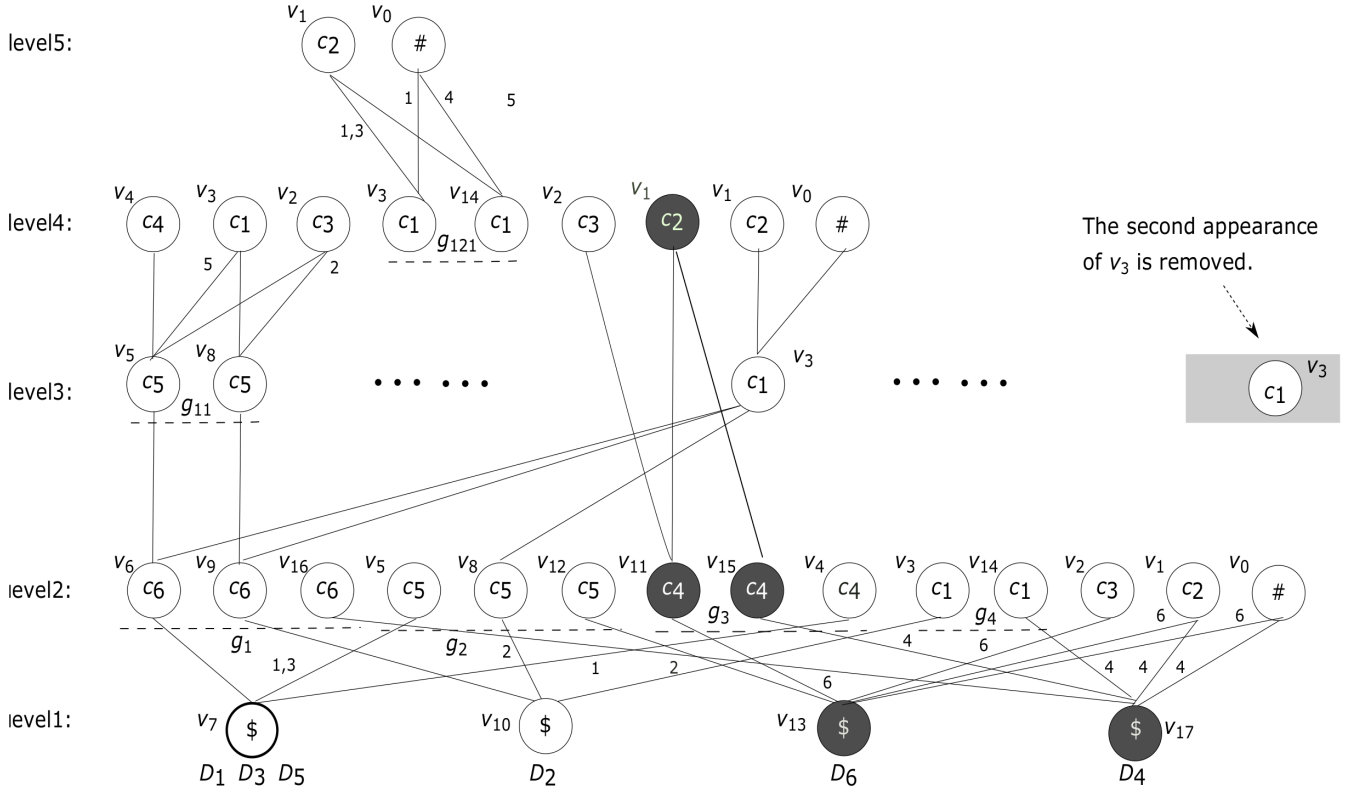 v1 v0
level5: c2 #
1 4 5
1,3
v4 v3 v2 v3 v14 v2 v1 v1 v0
level4: c4 c1 c3 c1 c1 c3 c2 c2 #
g121
The second appearance
of v3 is removed.
5 2
v5 v8 v3 v3
level3: c5 c5 c1 c1
g11
v6 v9 v16 v5 v8 v12 v11 v15 v4 v3 v14 v2 v1 v0
level2: c6 c6 c6 c5 c5 c5 c4 c4 c4 c1 c1 c3 c2 #
g1 g2 g3 g4
6 6
1,3 2 1 2 6 4 6 4 4 4
level1: v7 $ v10 $ v13 $ $ v17
D1 D3 D5 D2 D6 D4